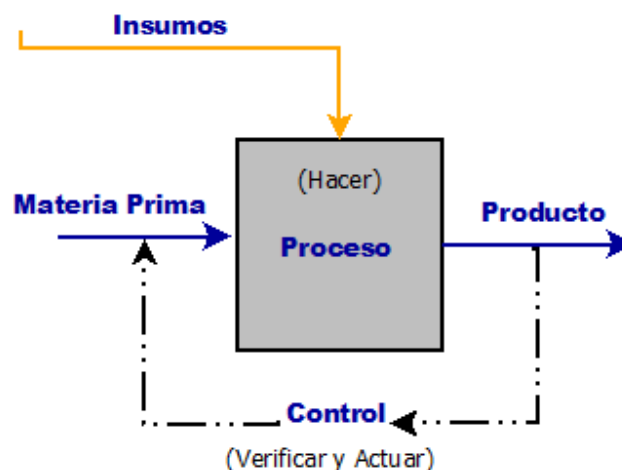 Insumos
(Hacer)
Materia Prima
Proceso
Producto
Control
(Verificar y Actuar)